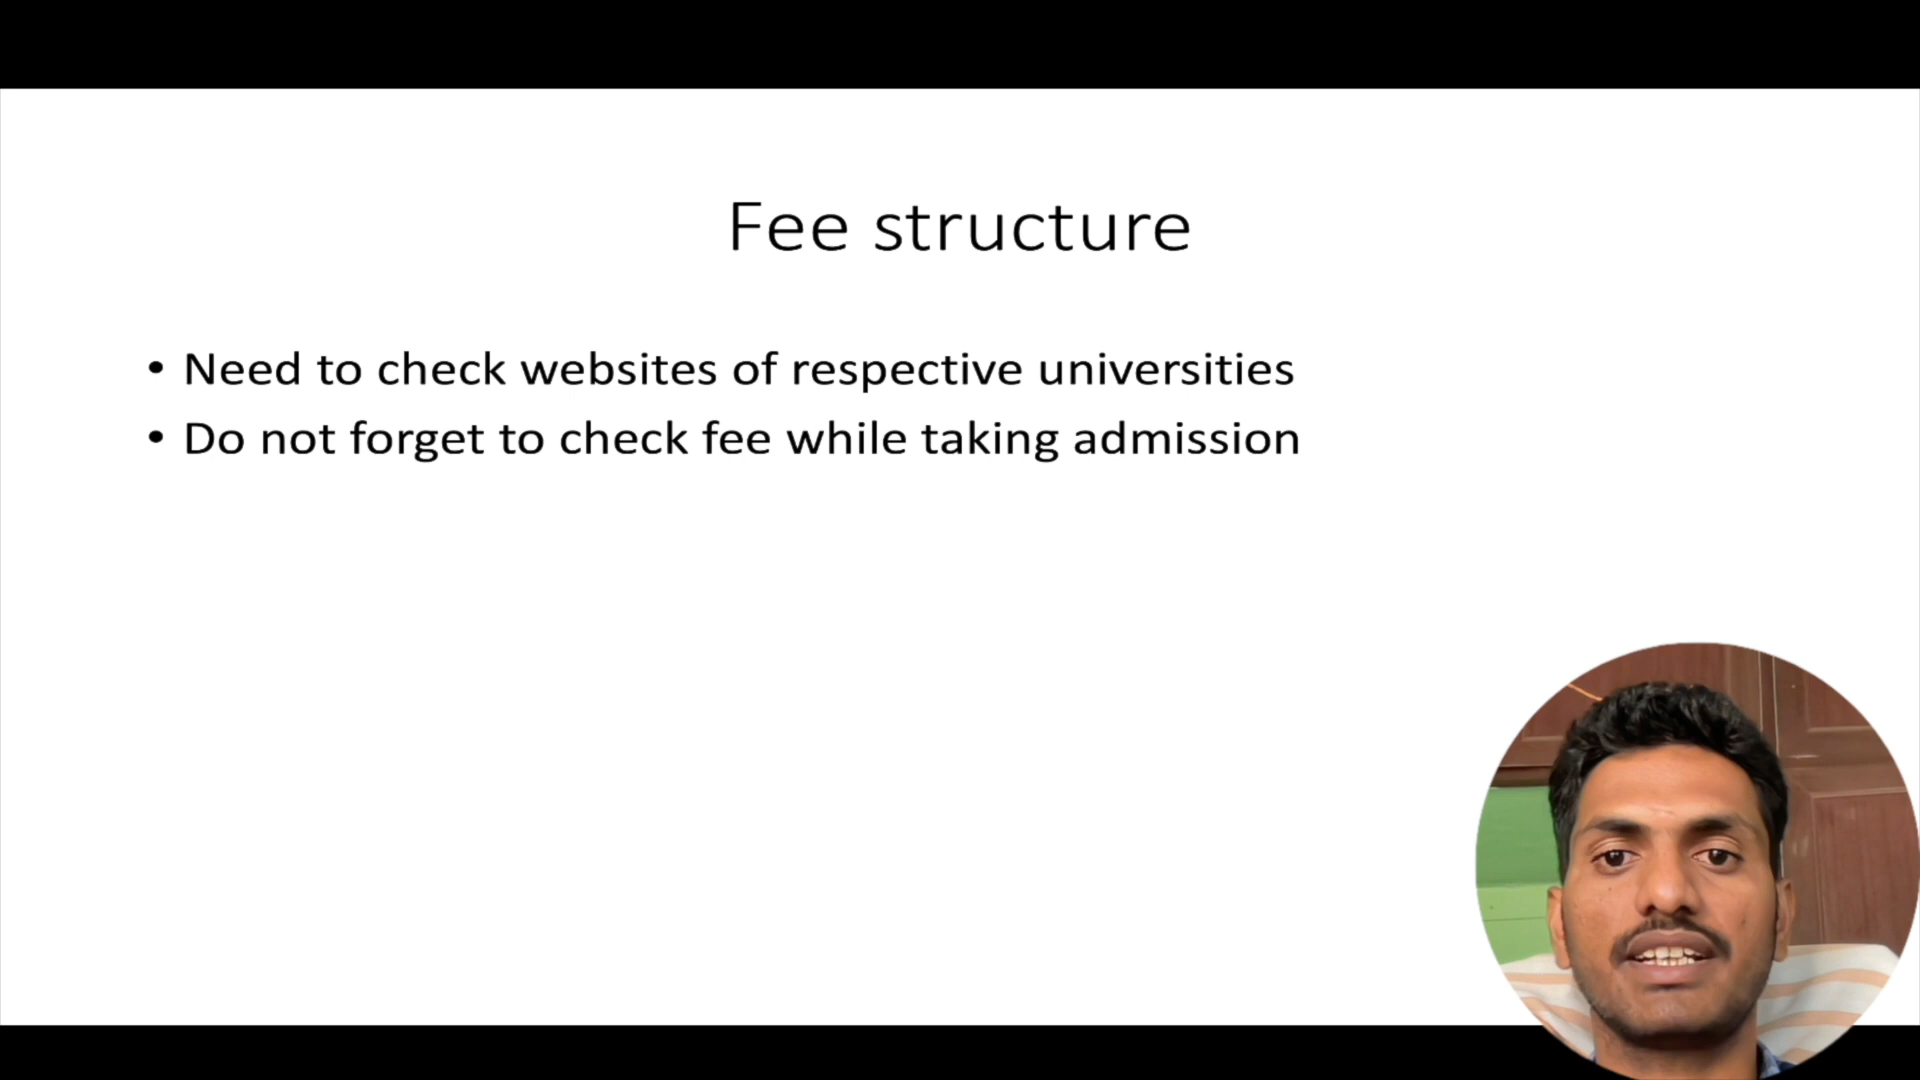 Fee structure
• Need to check websites of respective universities
• Do not forget to check fee while taking admission